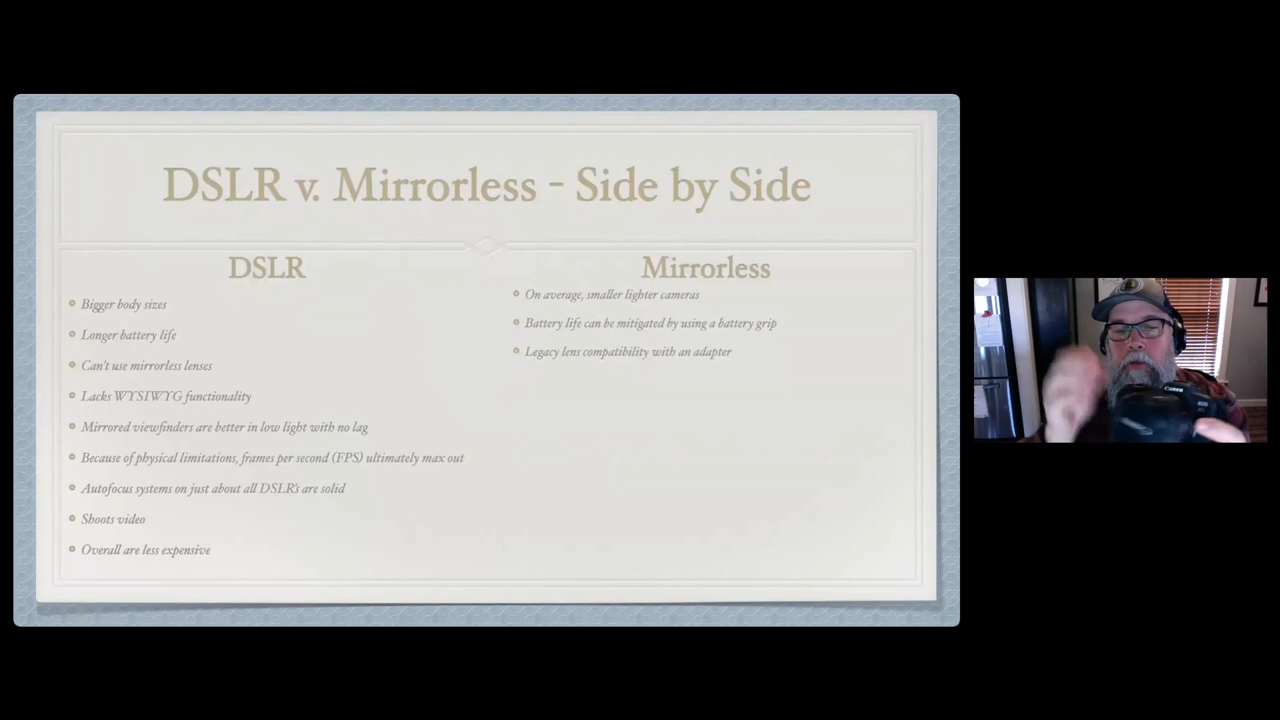 DSLR v. Mirrorless - Side by Side
DSLR
Bigger body sizes
Longer battery life
Can't use mirrorless lenses
Lacks WYSIWYG functionality
Mirrored viewfinders are better in low light with no lag
Because of physical limitations, frames per second (FPS) ultimately max out
Autofocus systems on just about all DSLR's are solid
Shoots video
Overall are less expensive
Mirrorless
On average, smaller lighter cameras
Battery life can be mitigated by using a battery grip
Legacy lens compatibility with an adapter
Canon
EOS